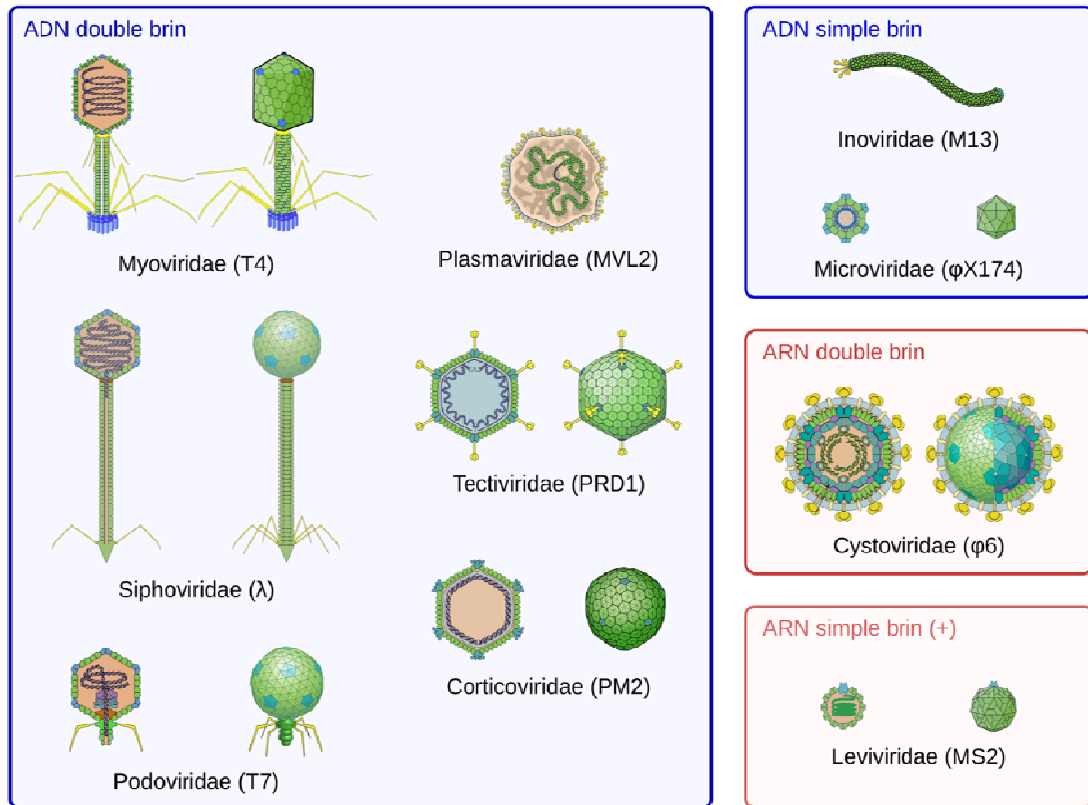 ADN double brin
Myoviridae (T4)
Plasmaviridae (MVL2)
Siphoviridae (λ)
Tectiviridae (PRD1)
Corticoviridae (PM2)
Podoviridae (T7)
ADN simple brin
Inoviridae (M13)
Microviridae (φX174)
ARN double brin
Cystoviridae (φ6)
ARN simple brin (+)
Leviviridae (MS2)